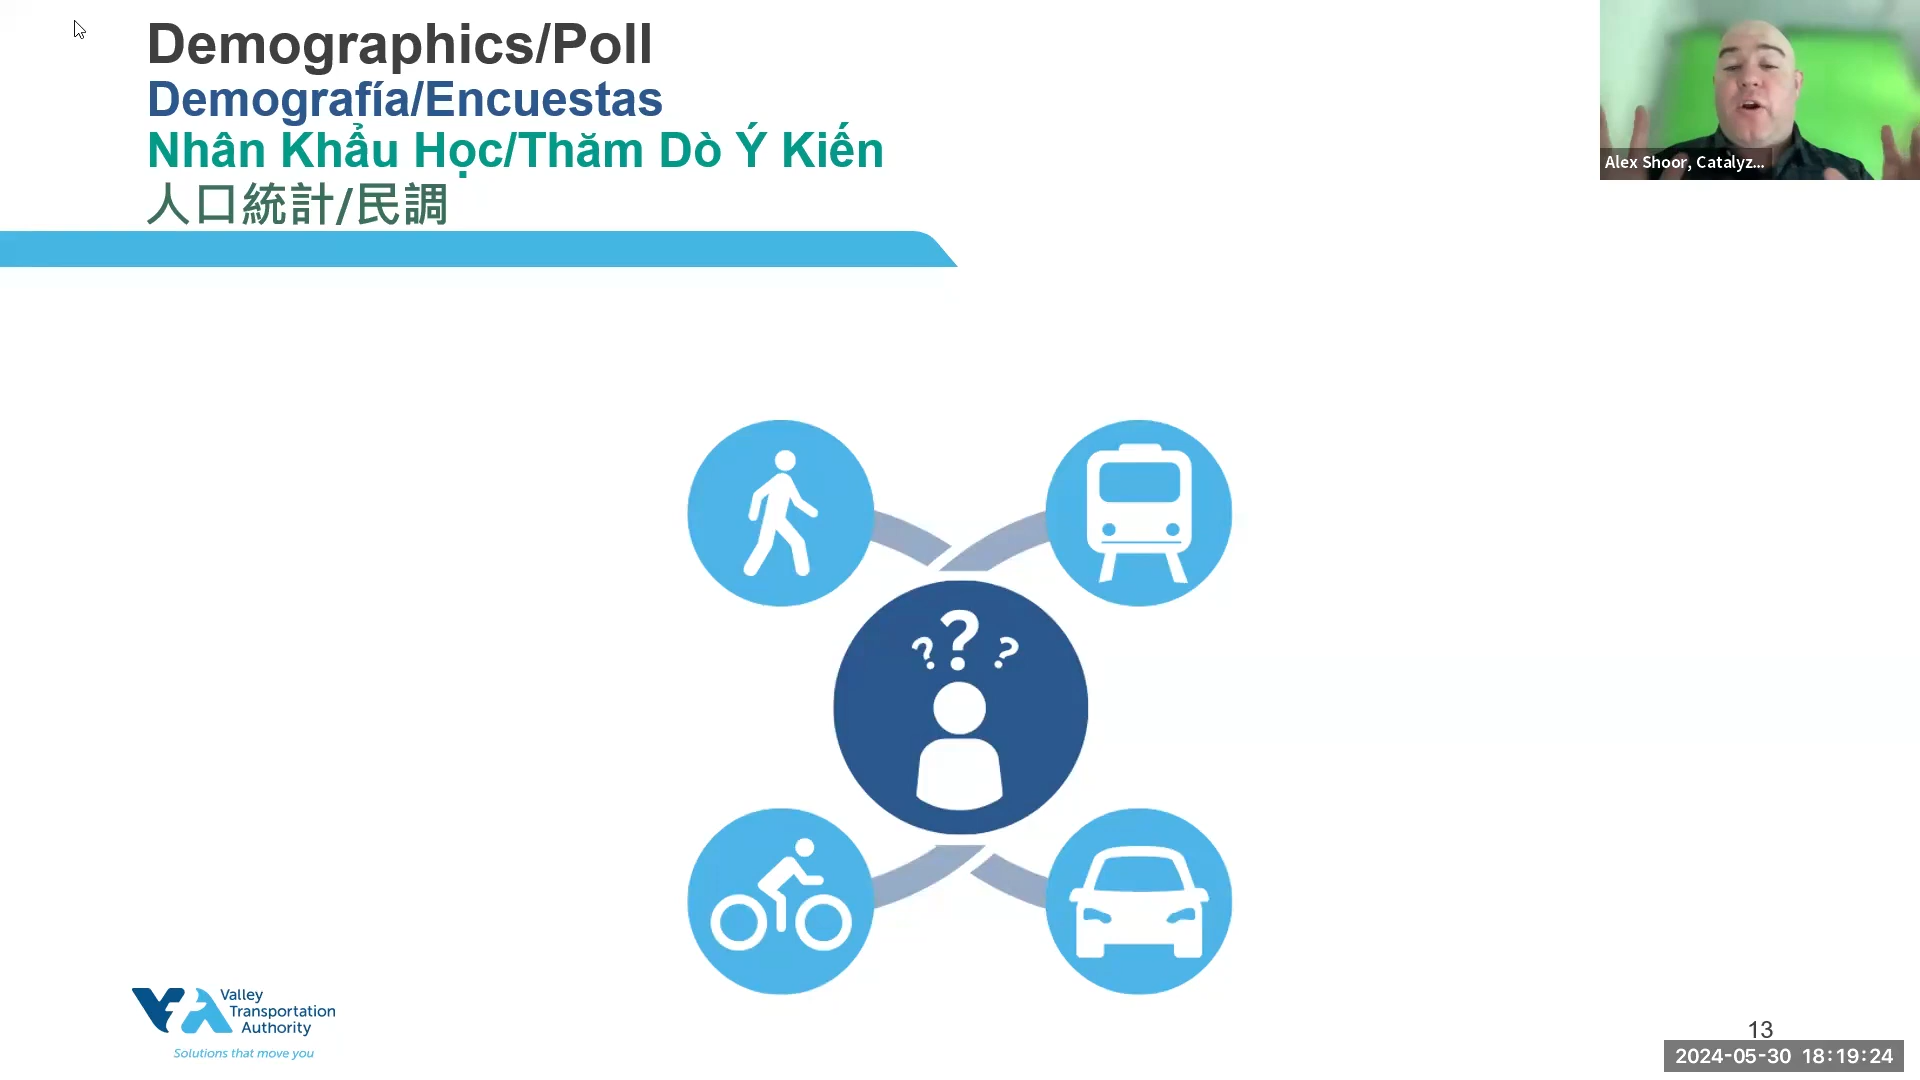 Demographics/Poll
Demografía/Encuestas
Nhân Khẩu Học/Thăm Dò Ý Kiến
人口統計/民調
Alex Shoor, Catalyz...
? ? ?
Valley
Transportation
Authority
Solutions that move you
13
2024-05-30 18:19:24